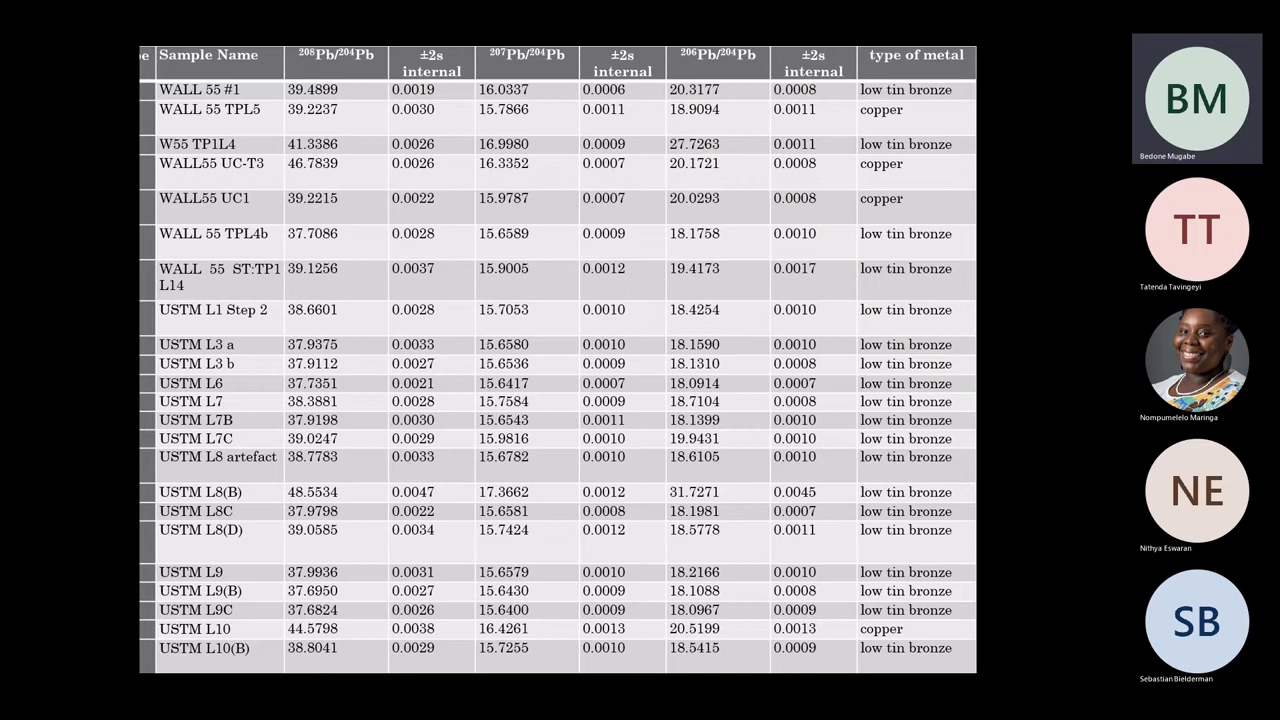 e Sample Name ²⁰⁸Pb/²⁰⁴Pb ±2s internal ²⁰⁷Pb/²⁰⁴Pb ±2s internal ²⁰⁶Pb/²⁰⁴Pb ±2s internal type of metal
WALL 55 #1 39.4899 0.0019 16.0337 0.0006 20.3177 0.0008 low tin bronze
WALL 55 TPL5 39.2237 0.0030 15.7866 0.0011 18.9094 0.0011 copper
W55 TP1L4 41.3386 0.0026 16.9980 0.0009 27.7263 0.0011 low tin bronze
WALL55 UC-T3 46.7839 0.0026 16.3352 0.0007 20.1721 0.0008 copper
WALL55 UC1 39.2215 0.0022 15.9787 0.0007 20.0293 0.0008 copper
WALL 55 TPL4b 37.7086 0.0028 15.6589 0.0009 18.1758 0.0010 low tin bronze
WALL 55 ST:TP1 L14 39.1256 0.0037 15.9005 0.0012 19.4173 0.0017 low tin bronze
USTM L1 Step 2 38.6601 0.0028 15.7053 0.0010 18.4254 0.0010 low tin bronze
USTM L3 a 37.9375 0.0033 15.6580 0.0010 18.1590 0.0010 low tin bronze
USTM L3 b 37.9112 0.0027 15.6536 0.0009 18.1310 0.0008 low tin bronze
USTM L6 37.7351 0.0021 15.6417 0.0007 18.0914 0.0007 low tin bronze
USTM L7 38.3881 0.0028 15.7584 0.0009 18.7104 0.0008 low tin bronze
USTM L7B 37.9198 0.0030 15.6543 0.0011 18.1399 0.0010 low tin bronze
USTM L7C 39.0247 0.0029 15.9816 0.0010 19.9431 0.0010 low tin bronze
USTM L8 artefact 38.7783 0.0033 15.6782 0.0010 18.6105 0.0010 low tin bronze
USTM L8(B) 48.5534 0.0047 17.3662 0.0012 31.7271 0.0045 low tin bronze
USTM L8C 37.9798 0.0022 15.6581 0.0008 18.1981 0.0007 low tin bronze
USTM L8(D) 39.0585 0.0034 15.7424 0.0012 18.5778 0.0011 low tin bronze
USTM L9 37.9936 0.0031 15.6579 0.0010 18.2166 0.0010 low tin bronze
USTM L9(B) 37.6950 0.0027 15.6430 0.0009 18.1088 0.0008 low tin bronze
USTM L9C 37.6824 0.0026 15.6400 0.0009 18.0967 0.0009 low tin bronze
USTM L10 44.5798 0.0038 16.4261 0.0013 20.5199 0.0013 copper
USTM L10(B) 38.8041 0.0029 15.7255 0.0010 18.5415 0.0009 low tin bronze
BM
Bedone Mugabe
TT
Tatenda Tavingeyi
Nompumelelo Maringa
NE
Nithya Eswaran
SB
Sebastian Bielderman